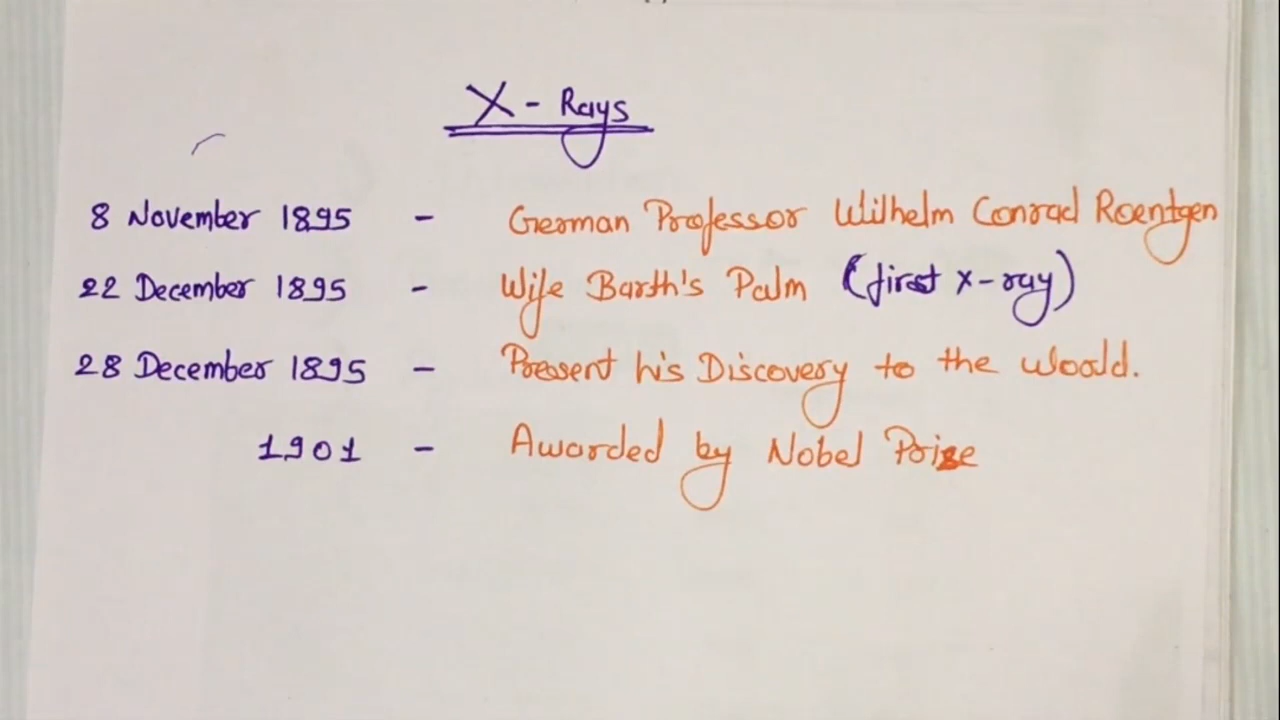 X - Rays
8 November 1895 - German Professor Wilhelm Conrad Roentgen
22 December 1895 - Wife Barth's Palm (first x-ray)
28 December 1895 - Present his Discovery to the world.
1901 - Awarded by Nobel Prize